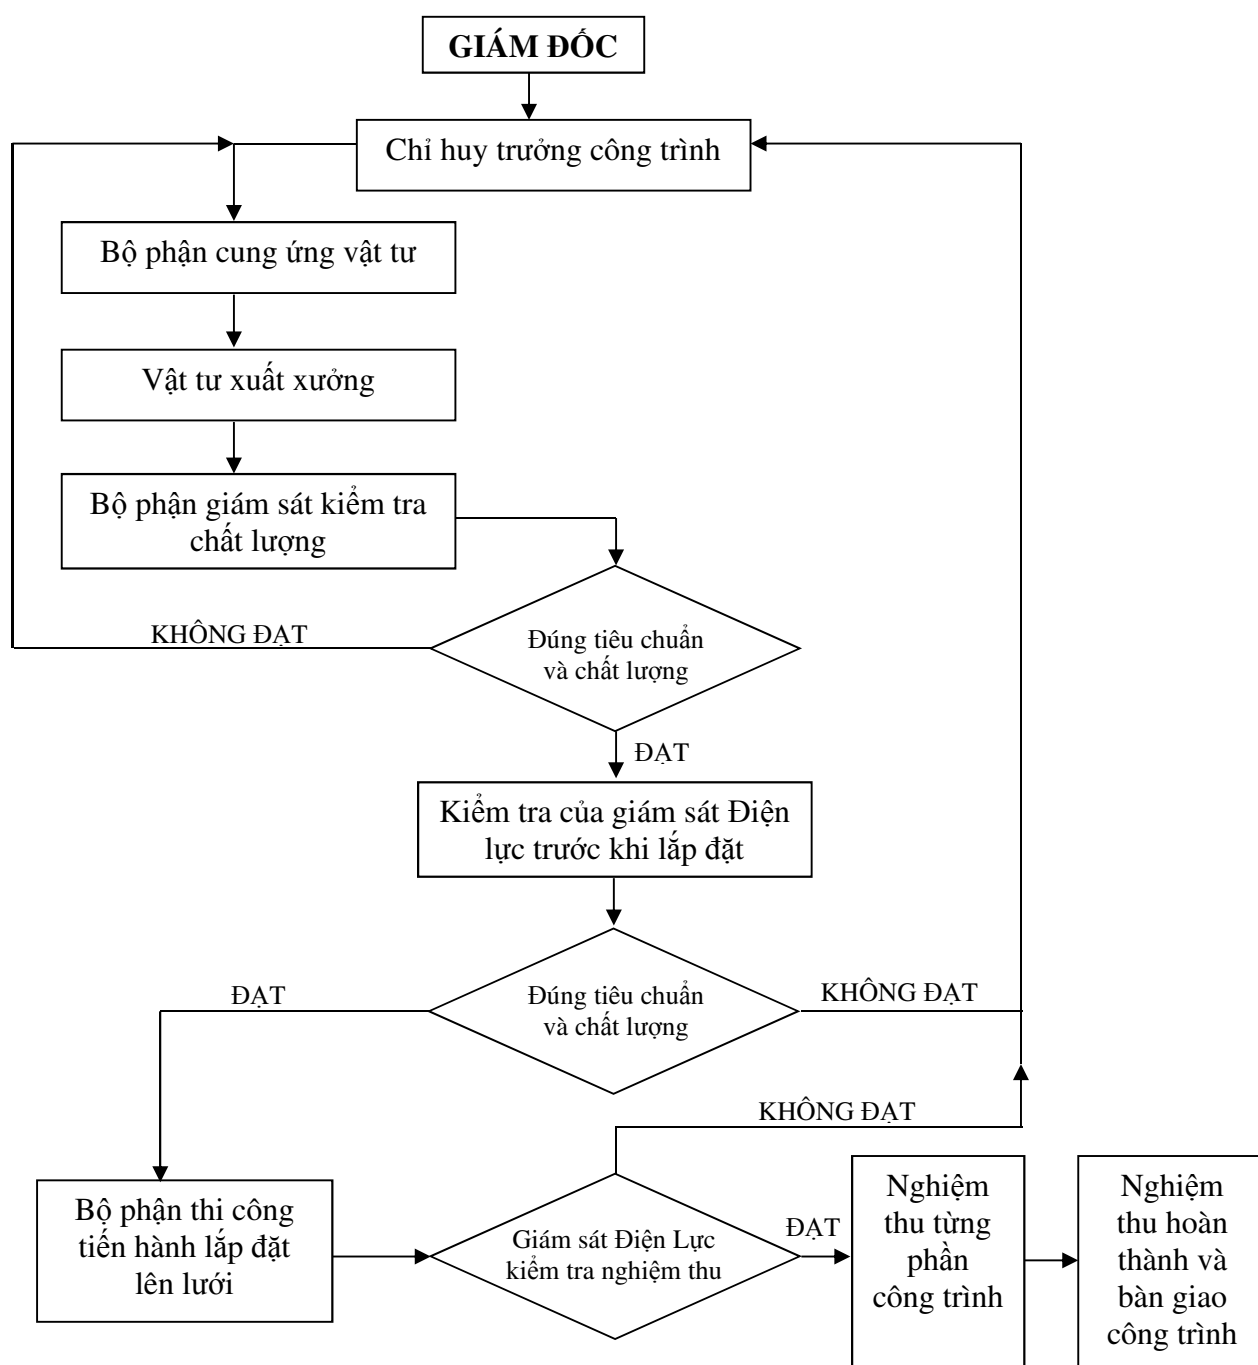 GIÁM ĐỐC
Chỉ huy trưởng công trình
Bộ phận cung ứng vật tư
Vật tư xuất xưởng
Bộ phận giám sát kiểm tra
chất lượng
KHÔNG ĐẠT
Đúng tiêu chuẩn
và chất lượng
ĐẠT
Kiểm tra của giám sát Điện
lực trước khi lắp đặt
ĐẠT
Đúng tiêu chuẩn
và chất lượng
KHÔNG ĐẠT
KHÔNG ĐẠT
Bộ phận thi công
tiến hành lắp đặt
lên lưới
Giám sát Điện Lực
kiểm tra nghiệm thu
ĐẠT
Nghiệm
thu từng
phần
công trình
Nghiệm
thu hoàn
thành và
bàn giao
công trình